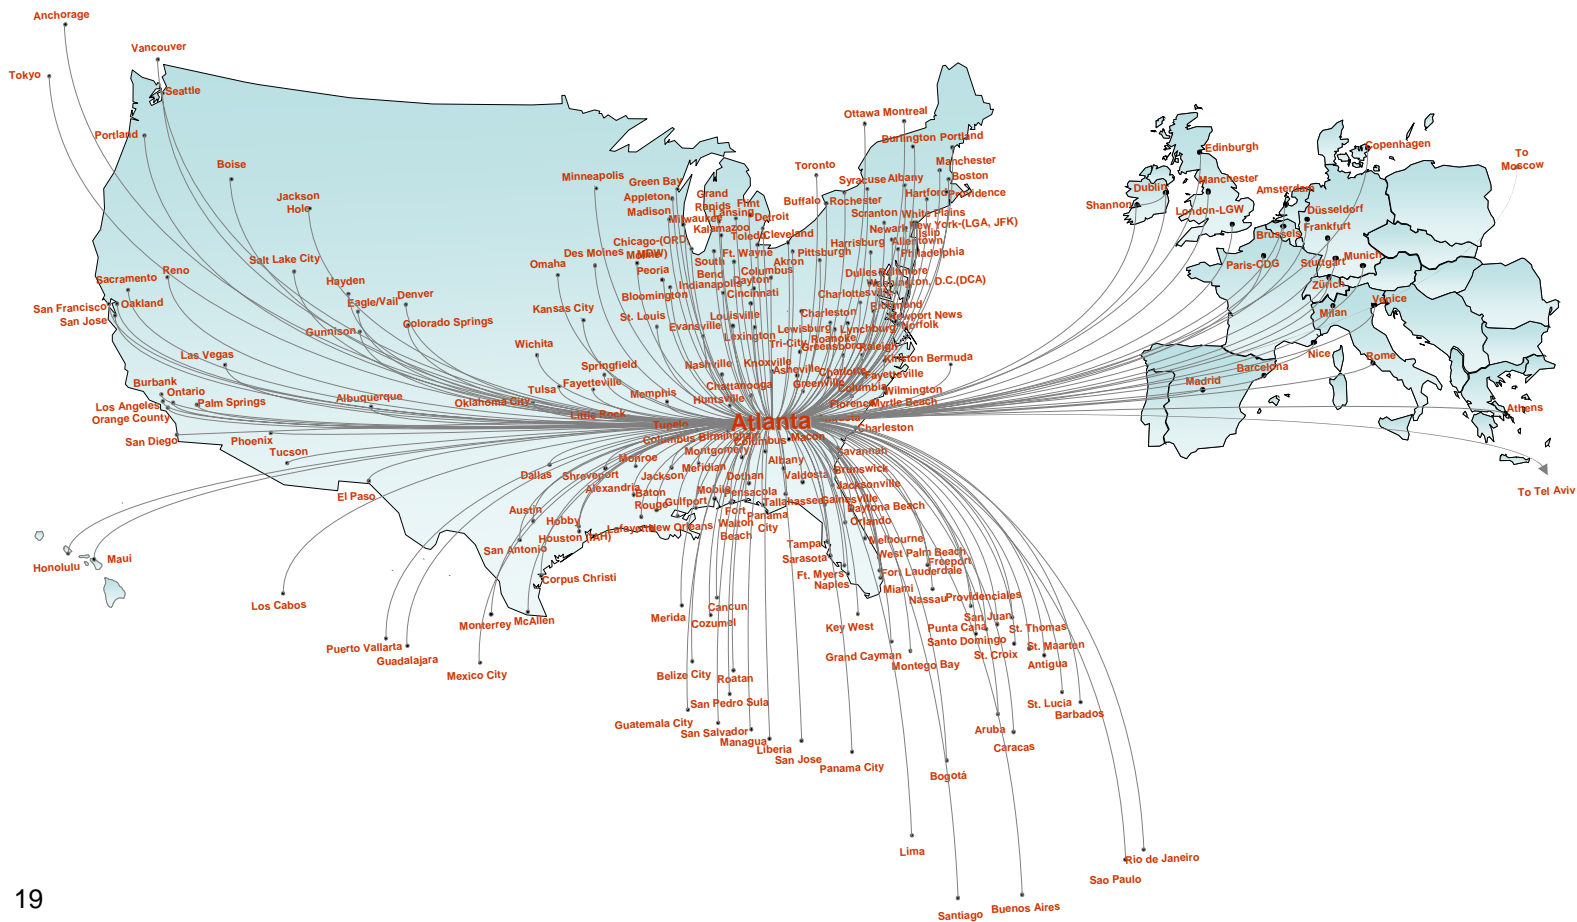 Anchorage
Vancouver
Tokyo
Seattle
Portland
Boise
Jackson
Hole
Minneapolis
Green Bay
Appleton
Madison
Milwaukee
Grand
Rapids
Lansing
Flint
Detroit
Kalamazoo
Toledo
Cleveland
Toronto
Buffalo
Rochester
Ottawa
Montreal
Burlington
Portland
Manchester
Boston
Syracuse
Albany
Hartford
Providence
Scranton
White Plains
Newark
New York-(LGA, JFK)
Islip
Harrisburg
Allentown
Philadelphia
Chicago-(ORD
Moline
Peoria
South
Bend
Ft. Wayne
Akron
Pittsburgh
Columbus
Dayton
Indianapolis
Cincinnati
Bloomington
Dulles
Baltimore
Washington, D.C.(DCA)
Charlottesville
Richmond
Newport News
Norfolk
Des Moines
Omaha
Salt Lake City
Reno
Sacramento
Hayden
Eagle/Vail
Denver
Gunnison
Colorado Springs
San Francisco
Oakland
San Jose
Kansas City
St. Louis
Evansville
Louisville
Lexington
Charleston
Lewisburg
Lynchburg
Roanoke
Tri-City
Greensboro
Raleigh
Kinston
Bermuda
Wichita
Las Vegas
Springfield
Nashville
Knoxville
Asheville
Charlotte
Fayetteville
Burbank
Ontario
Palm Springs
Los Angeles
Orange County
San Diego
Albuquerque
Phoenix
Tucson
Tulsa
Fayetteville
Oklahoma City
Memphis
Little Rock
Chattanooga
Huntsville
Greenville
Columbia
Wilmington
Florence
Myrtle Beach
Atlanta
Tupelo
Columbus
Birmingham
Columbus
Macon
Charleston
Savannah
Montgomery
Albany
Monroe
Meridian
Jackson
Dothan
Valdosta
Brunswick
Jacksonville
El Paso
Dallas
Shreveport
Alexandria
Baton
Rouge
Gulfport
Mobile
Pensacola
Tallahassee
Gainesville
Daytona Beach
Austin
Hobby
Houston (IAH)
Lafayette
New Orleans
Fort
Walton
Beach
Panama
City
Orlando
San Antonio
Corpus Christi
Tampa
Sarasota
Ft. Myers
Naples
Melbourne
West Palm Beach
Freeport
Fort Lauderdale
Miami
Honolulu
Maui
Los Cabos
Monterrey
McAllen
Puerto Vallarta
Guadalajara
Mexico City
Merida
Cancun
Cozumel
Key West
Nassau
Providenciales
San Juan
Punta Cana
Santo Domingo
St. Thomas
St. Croix
St. Maarten
Antigua
Grand Cayman
Montego Bay
Belize City
Roatan
San Pedro Sula
Guatemala City
San Salvador
Managua
Liberia
San Jose
Panama City
St. Lucia
Barbados
Aruba
Caracas
Bogotá
Lima
Rio de Janeiro
Sao Paulo
Santiago
Buenos Aires
Edinburgh
Copenhagen
To
Moscow
Dublin
Manchester
Amsterdam
Shannon
London-LGW
Düsseldorf
Brussels
Frankfurt
Paris-CDG
Stuttgart
Munich
Zürich
Venice
Milan
Nice
Rome
Barcelona
Madrid
Athens
To Tel Aviv
19